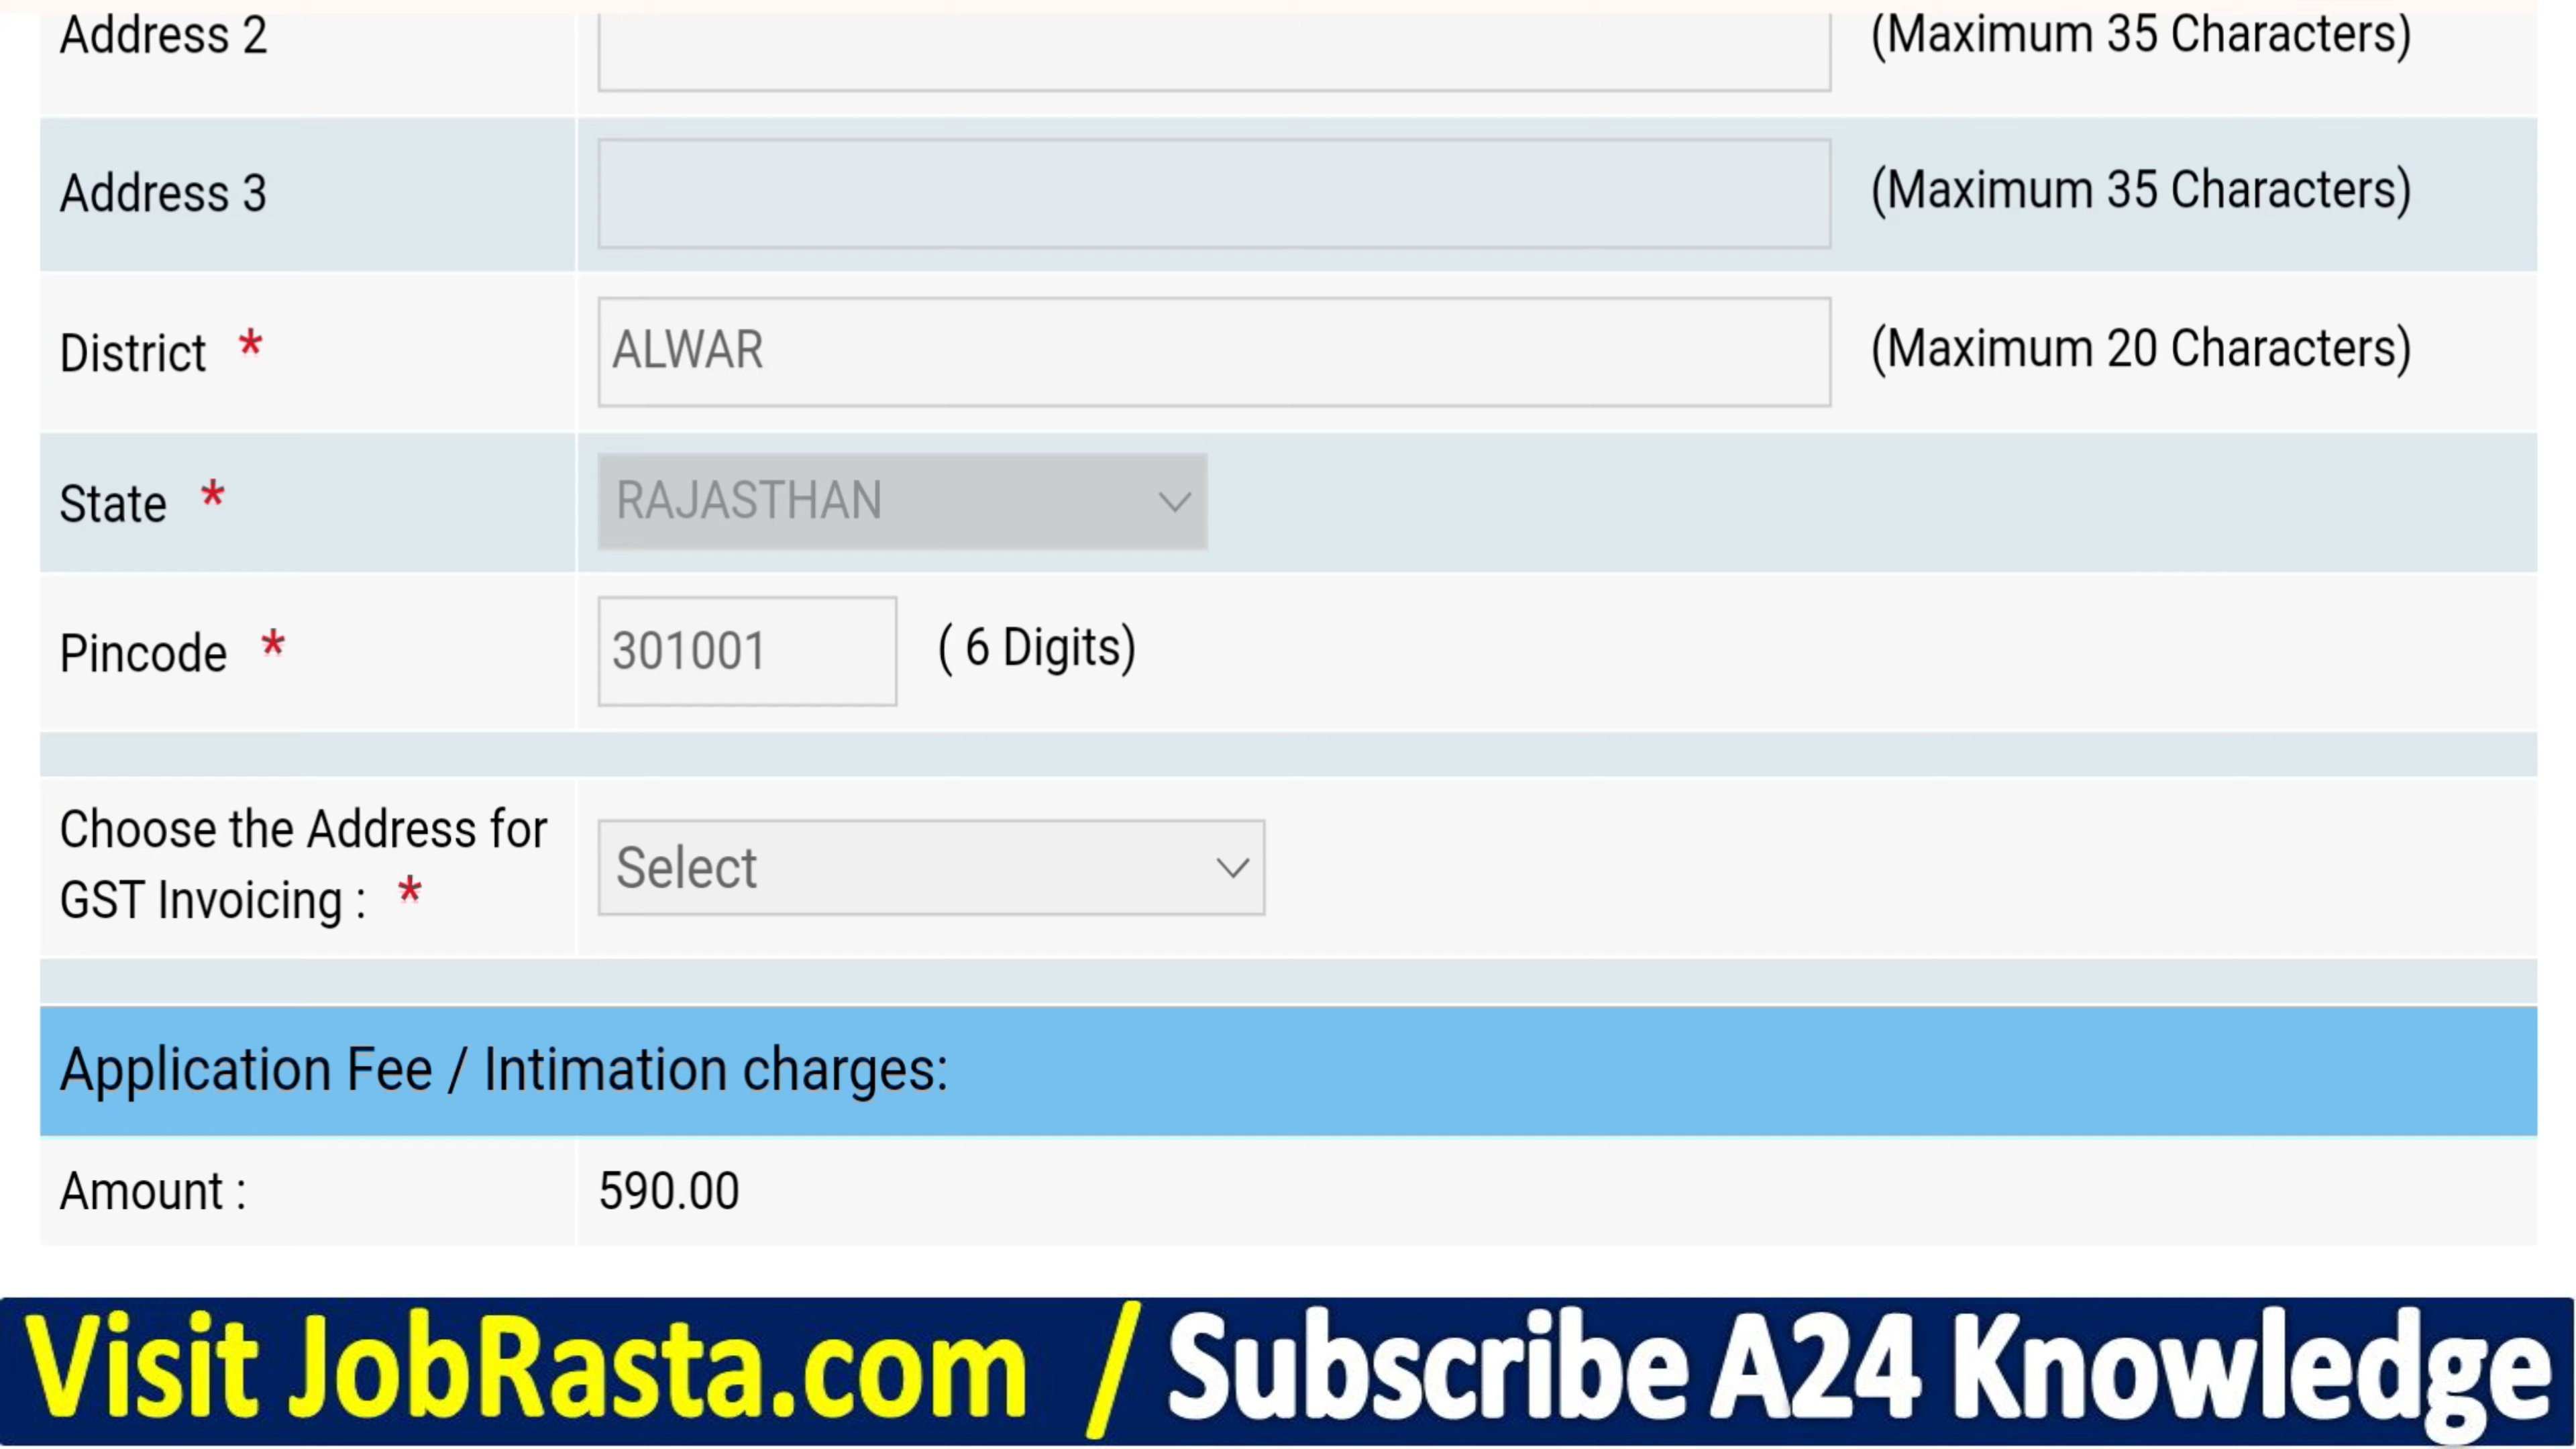 Address 2 (Maximum 35 Characters)
Address 3 (Maximum 35 Characters)
District * ALWAR (Maximum 20 Characters)
State * RAJASTHAN
Pincode * 301001 ( 6 Digits)
Choose the Address for
GST Invoicing : * Select
Application Fee / Intimation charges:
Amount : 590.00
Visit JobRasta.com / Subscribe A24 Knowledge